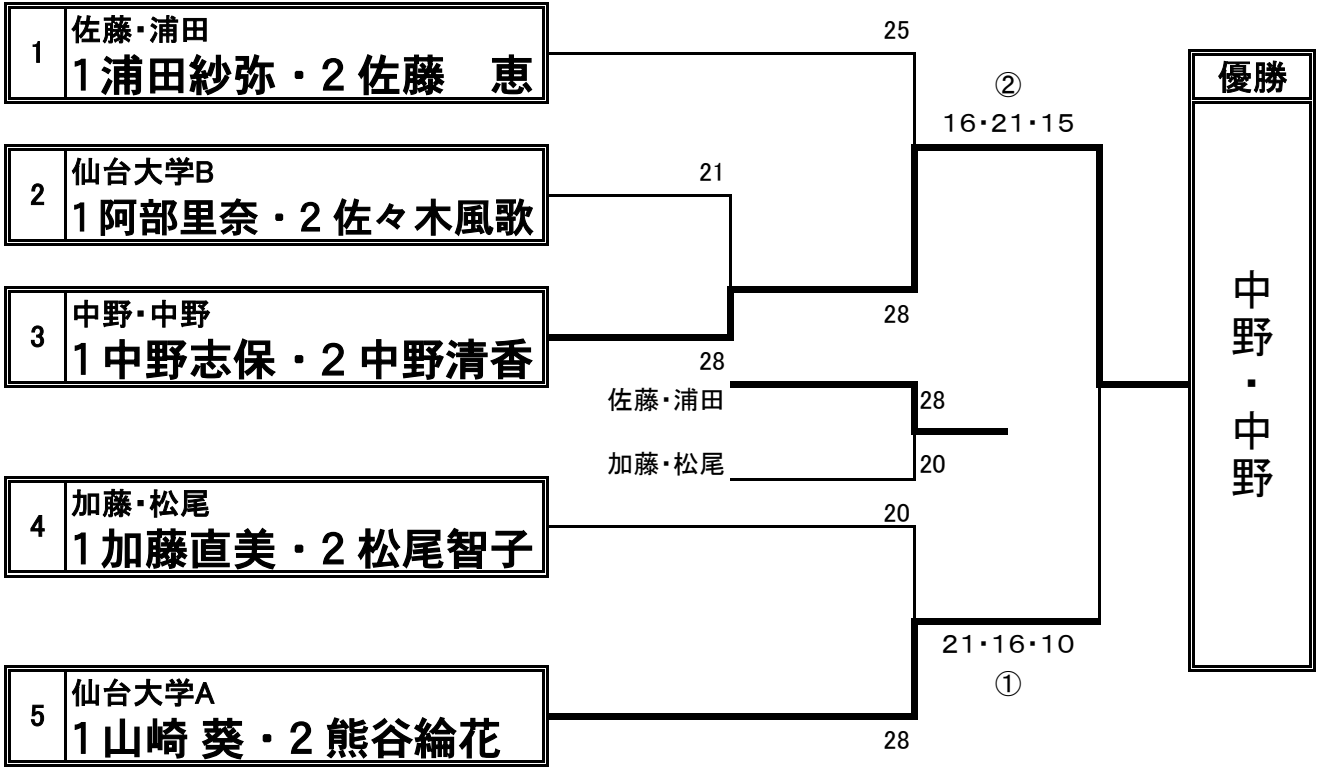 1
佐藤・浦田
1浦田紗弥・2佐藤　恵
25
2
仙台大学B
1阿部里奈・2佐々木風歌
21
3
中野・中野
1中野志保・2中野清香
28
28
②
16・21・15
佐藤・浦田
28
加藤・松尾
20
4
加藤・松尾
1加藤直美・2松尾智子
20
21・16・10
①
5
仙台大学A
1山崎 葵・2熊谷綸花
28
優勝
中野・中野